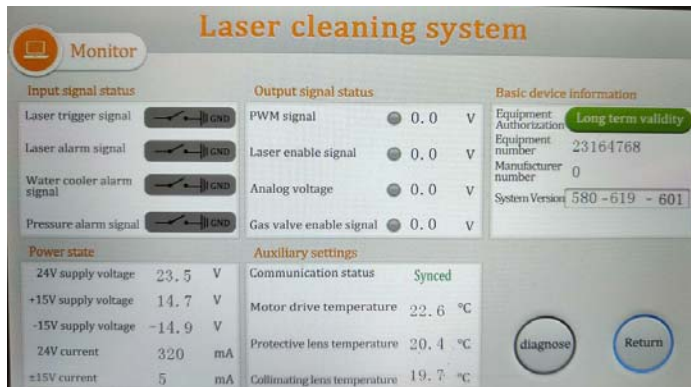 Laser cleaning system
Monitor
Input signal status
Laser trigger signal GND
Laser alarm signal GND
Water cooler alarm
signal GND
Pressure alarm signal GND
Output signal status
PWM signal 0.0 V
Laser enable signal 0.0 V
Analog voltage 0.0 V
Gas valve enable signal 0.0 V
Basic device information
Equipment
Authorization Long term validity
Equipment
number 23164768
Manufacturer
number 0
System Version 580-619 - 601
Power state
24V supply voltage 23.5 V
+15V supply voltage 14.7 V
-15V supply voltage -14.9 V
24V current 320 mA
±15V current 5 mA
Auxiliary settings
Communication status Synced
Motor drive temperature 22.6 °C
Protective lens temperature 20.4 °C
Collimating lens temperature 19.7 °C
diagnose
Return